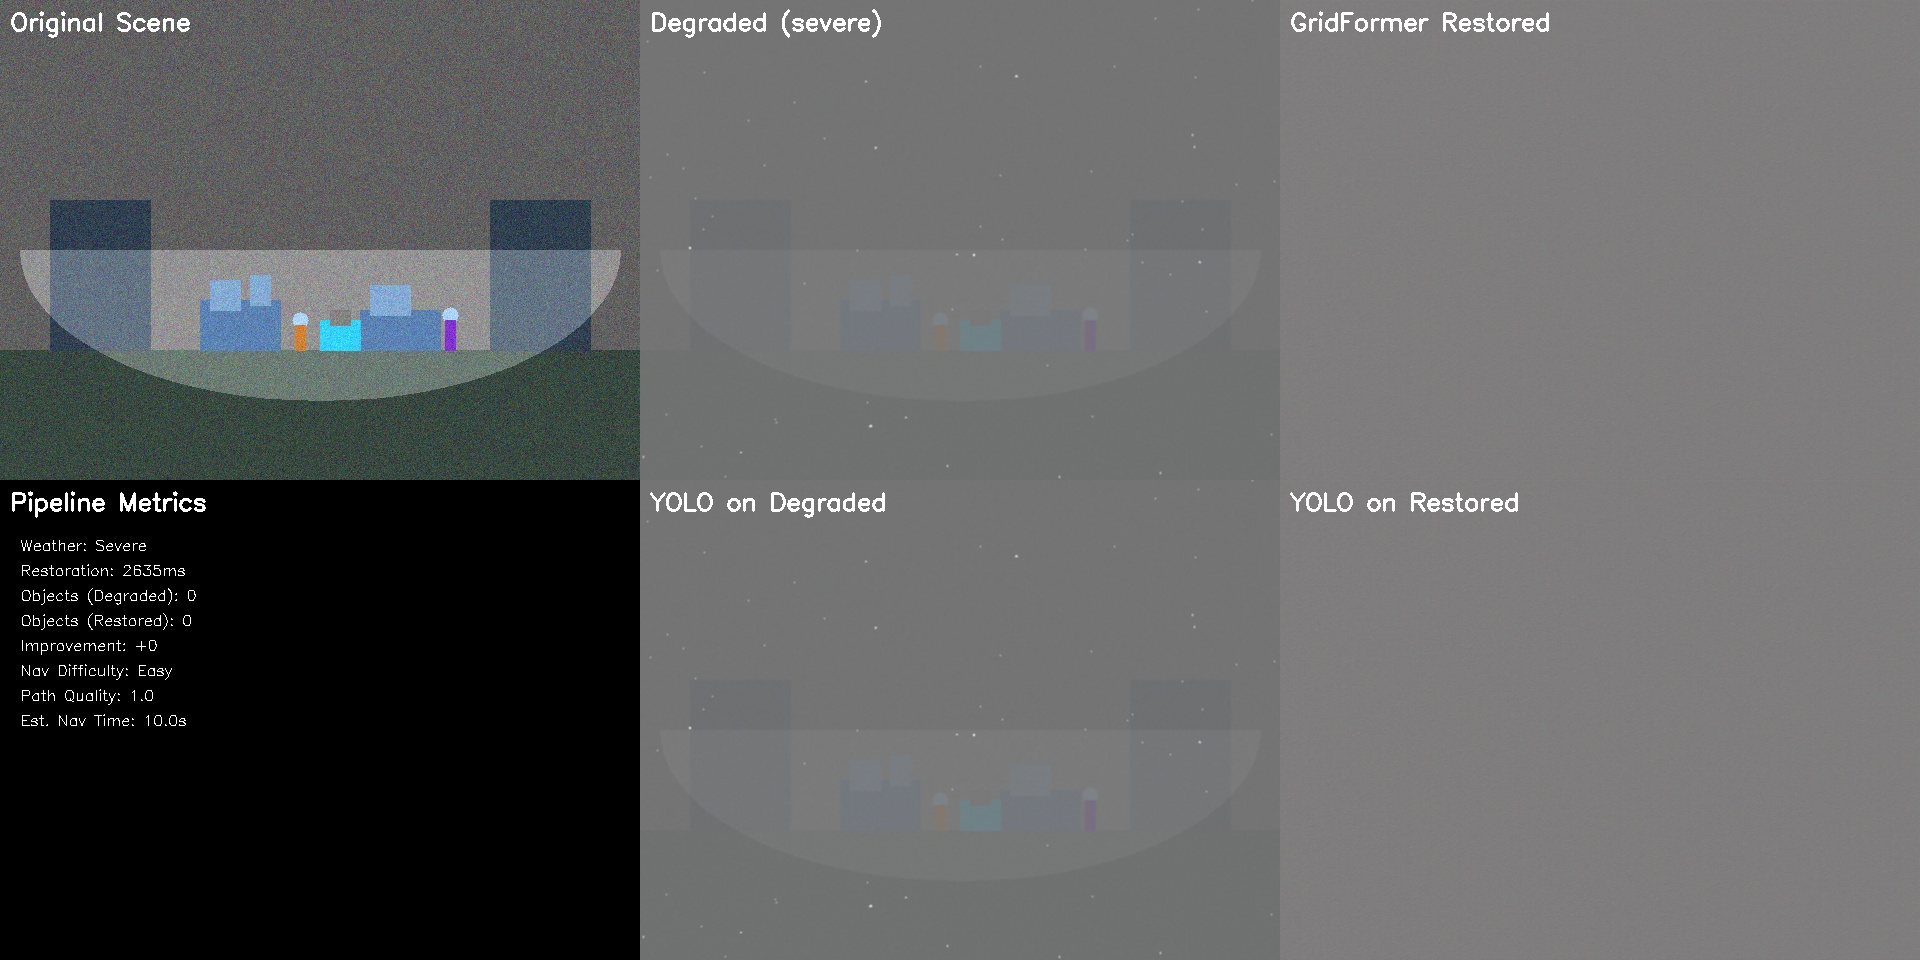 Original Scene
Degraded (severe)
GridFormer Restored
Pipeline Metrics
Weather: Severe
Restoration: 2635ms
Objects (Degraded): 0
Objects (Restored): 0
Improvement: +0
Nav Difficulty: Easy
Path Quality: 1.0
Est. Nav Time: 10.0s
YOLO on Degraded
YOLO on Restored